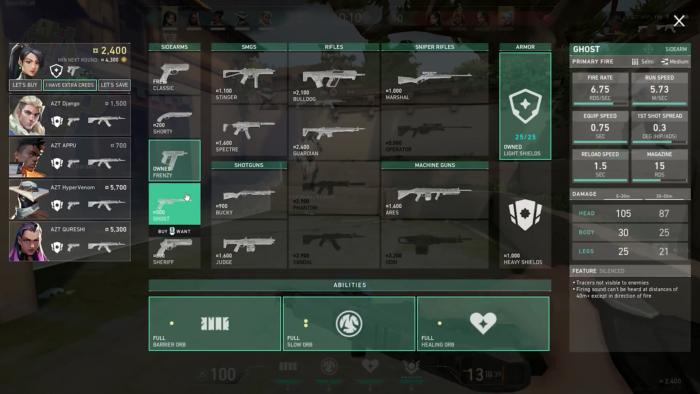 ¤ 2,400
MIN NEXT ROUND: ¤ 4,300
LET'S BUY
I HAVE EXTRA CREDS
LET'S SAVE
AZT Django
¤ 1,500
AZT APPU
¤ 700
AZT HyperVenom
¤ 5,700
AZT QURESHI
¤ 5,300
SIDEARMS
FREE
CLASSIC
¤200
SHORTY
OWNED
FRENZY
¤500
GHOST
BUY
WANT
SHERIFF
SMGS
¤1,100
STINGER
¤1,600
SPECTRE
SHOTGUNS
¤900
BUCKY
JUDGE
RIFLES
¤2,100
BULLDOG
¤2,400
GUARDIAN
¤2,900
PHANTOM
VANDAL
SNIPER RIFLES
¤1,000
MARSHAL
OPERATOR
MACHINE GUNS
¤1,600
ARES
ODIN
ARMOR
25/25
OWNED
LIGHT SHIELDS
¤1,000
HEAVY SHIELDS
ABILITIES
FULL
BARRIER ORB
FULL
SLOW ORB
FULL
HEALING ORB
100
13
¤ 2,400
GHOST
SIDEARM
PRIMARY FIRE
Semi
Medium
FIRE RATE
6.75
RDS/SEC
RUN SPEED
5.73
M/SEC
EQUIP SPEED
0.75
SEC
1ST SHOT SPREAD
0.3
DEG (HIP/ADS)
RELOAD SPEED
1.5
SEC
MAGAZINE
15
RDS
DAMAGE
0-30m
30-50m
HEAD
105
87
BODY
30
25
LEGS
25
21
FEATURE SILENCED
• Tracers not visible to enemies
• Firing sound can't be heard at distances of
40m+ except in direction of fire